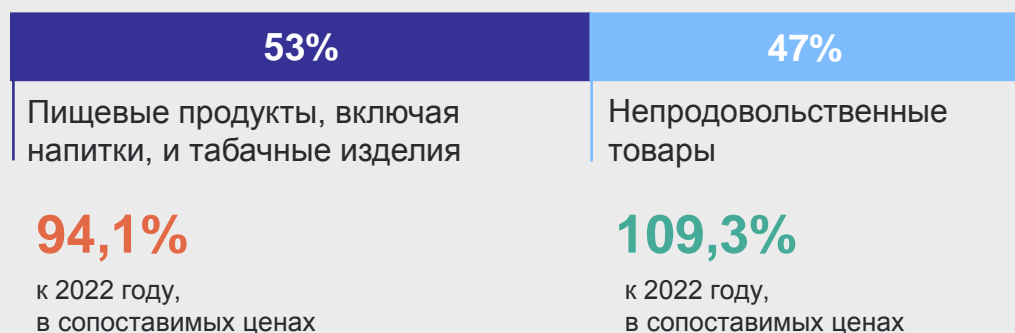 53%
47%
Пищевые продукты, включая
напитки, и табачные изделия
Непродовольственные
товары
94,1%
к 2022 году,
в сопоставимых ценах
109,3%
к 2022 году,
в сопоставимых ценах